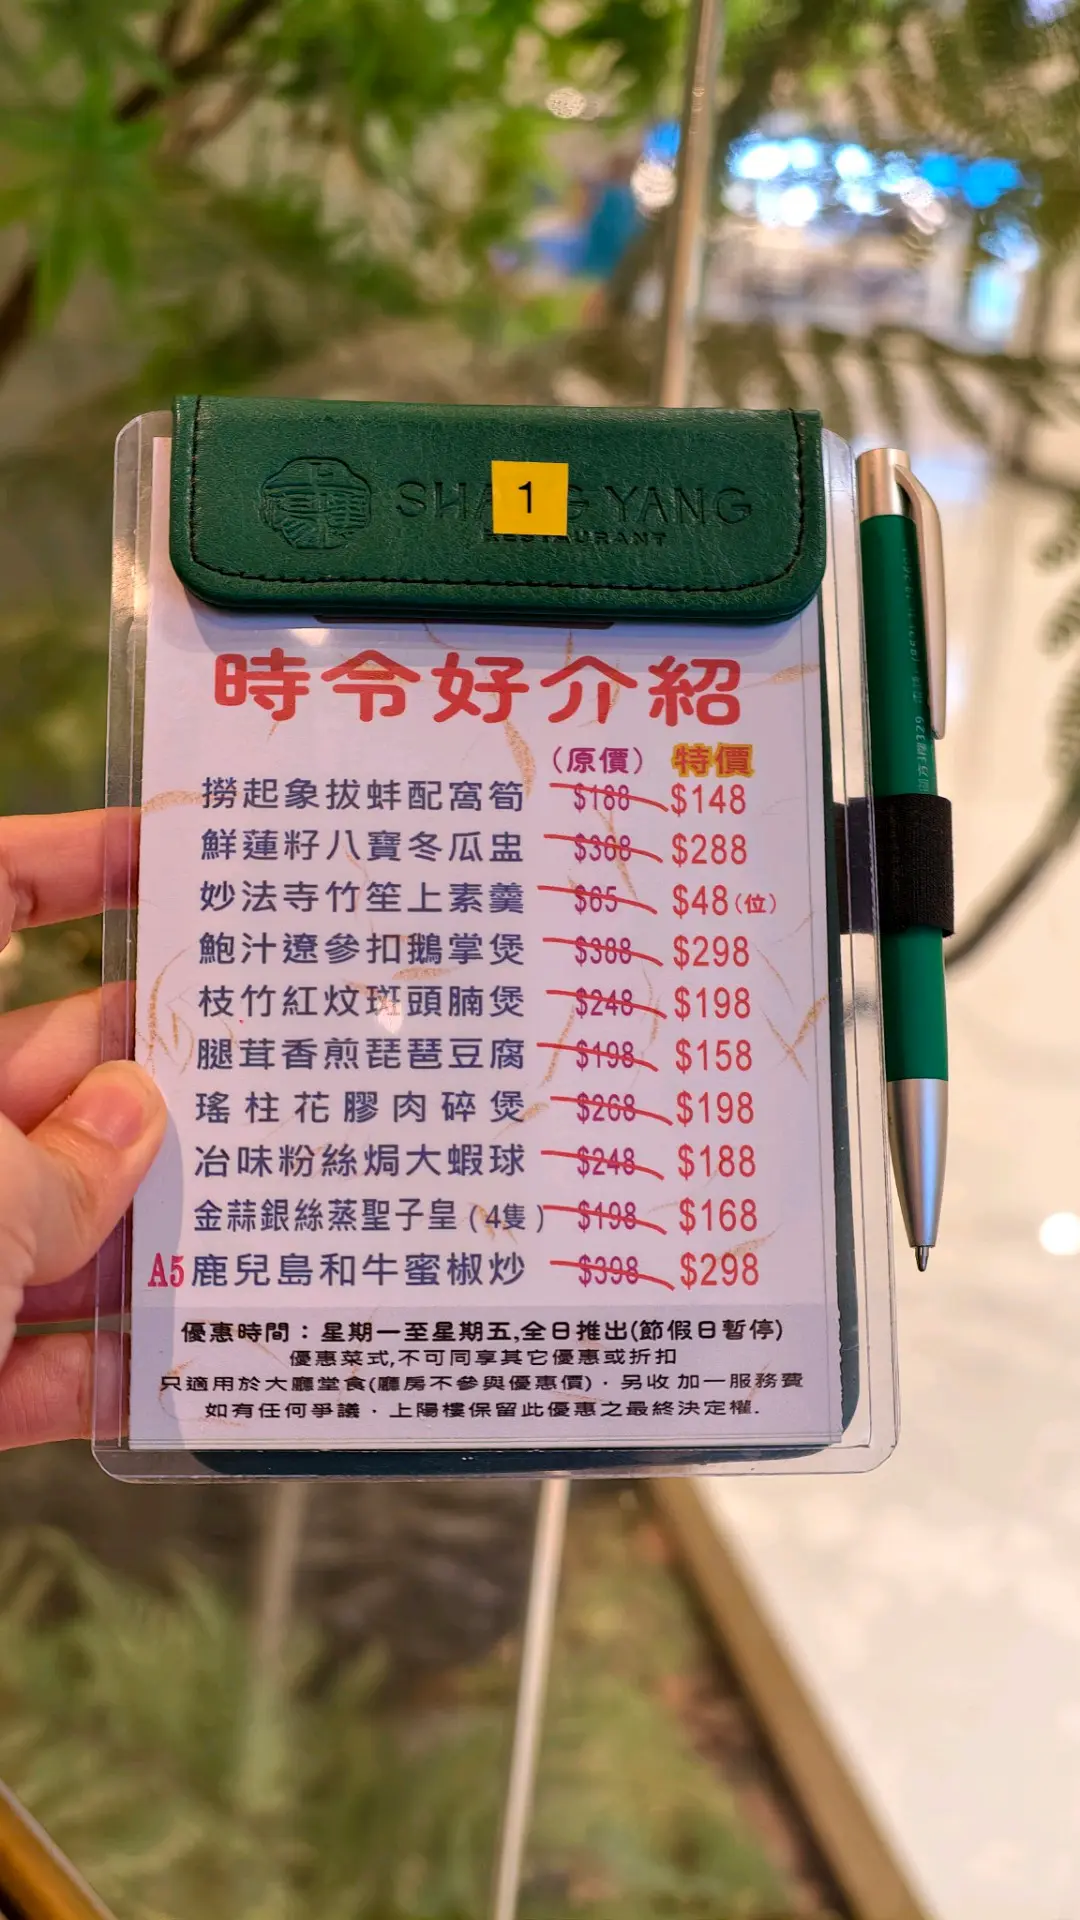 上陽樓 SHANG YANG
RESTAURANT
1
時令好介紹
(原價) 特價
撈起象拔蚌配窩筍 $188 $148
鮮蓮籽八寶冬瓜盅 $388 $288
妙法寺竹笙上素羹 $65 $48(位)
鮑汁遼參扣鵝掌煲 $388 $298
枝竹紅炆斑頭腩煲 $248 $198
腿茸香煎琵琶豆腐 $198 $158
瑤柱花膠肉碎煲 $268 $198
冶味粉絲焗大蝦球 $248 $188
金蒜銀絲蒸聖子皇(4隻) $198 $168
A5鹿兒島和牛蜜椒炒 $398 $298
優惠時間：星期一至星期五,全日推出(節假日暫停)
優惠菜式,不可同享其它優惠或折扣
只適用於大廳堂食(廳房不參與優惠價)．另收加一服務費
如有任何爭議．上陽樓保留此優惠之最終決定權.